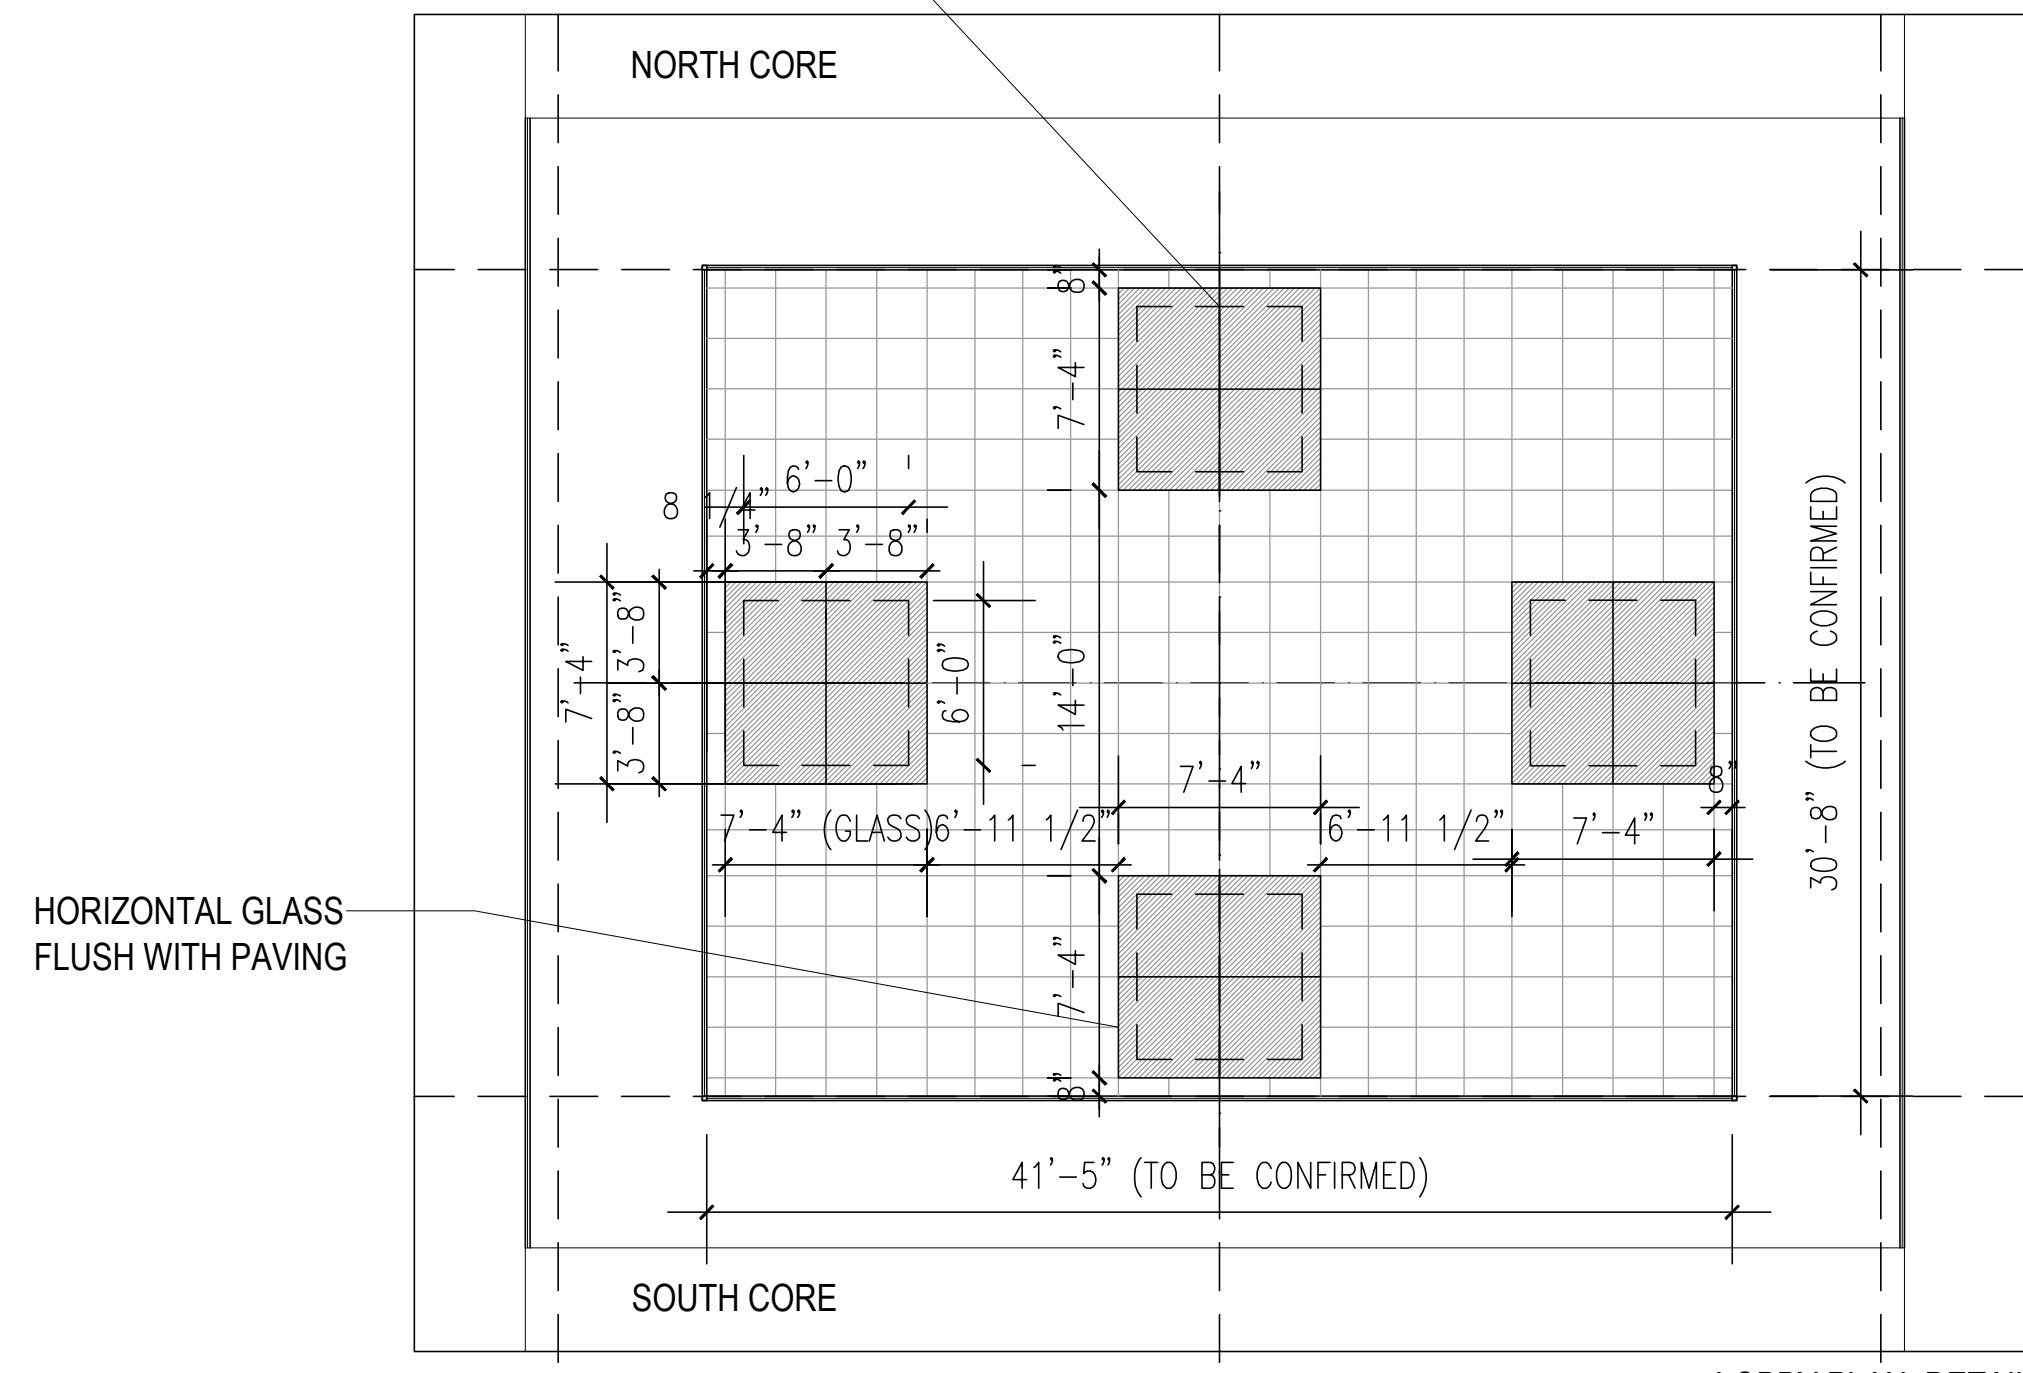 NORTH CORE
8"
7'-4"
6'-0"
8 1/4"
3'-8" 3'-8"
3'-8"
7'-4"
3'-8"
6'-0"
14'-0"
30'-8" (TO BE CONFIRMED)
7'-4"
8"
7'-4" (GLASS)
6'-11 1/2"
6'-11 1/2"
7'-4"
HORIZONTAL GLASS
FLUSH WITH PAVING
7'-4"
8"
41'-5" (TO BE CONFIRMED)
SOUTH CORE